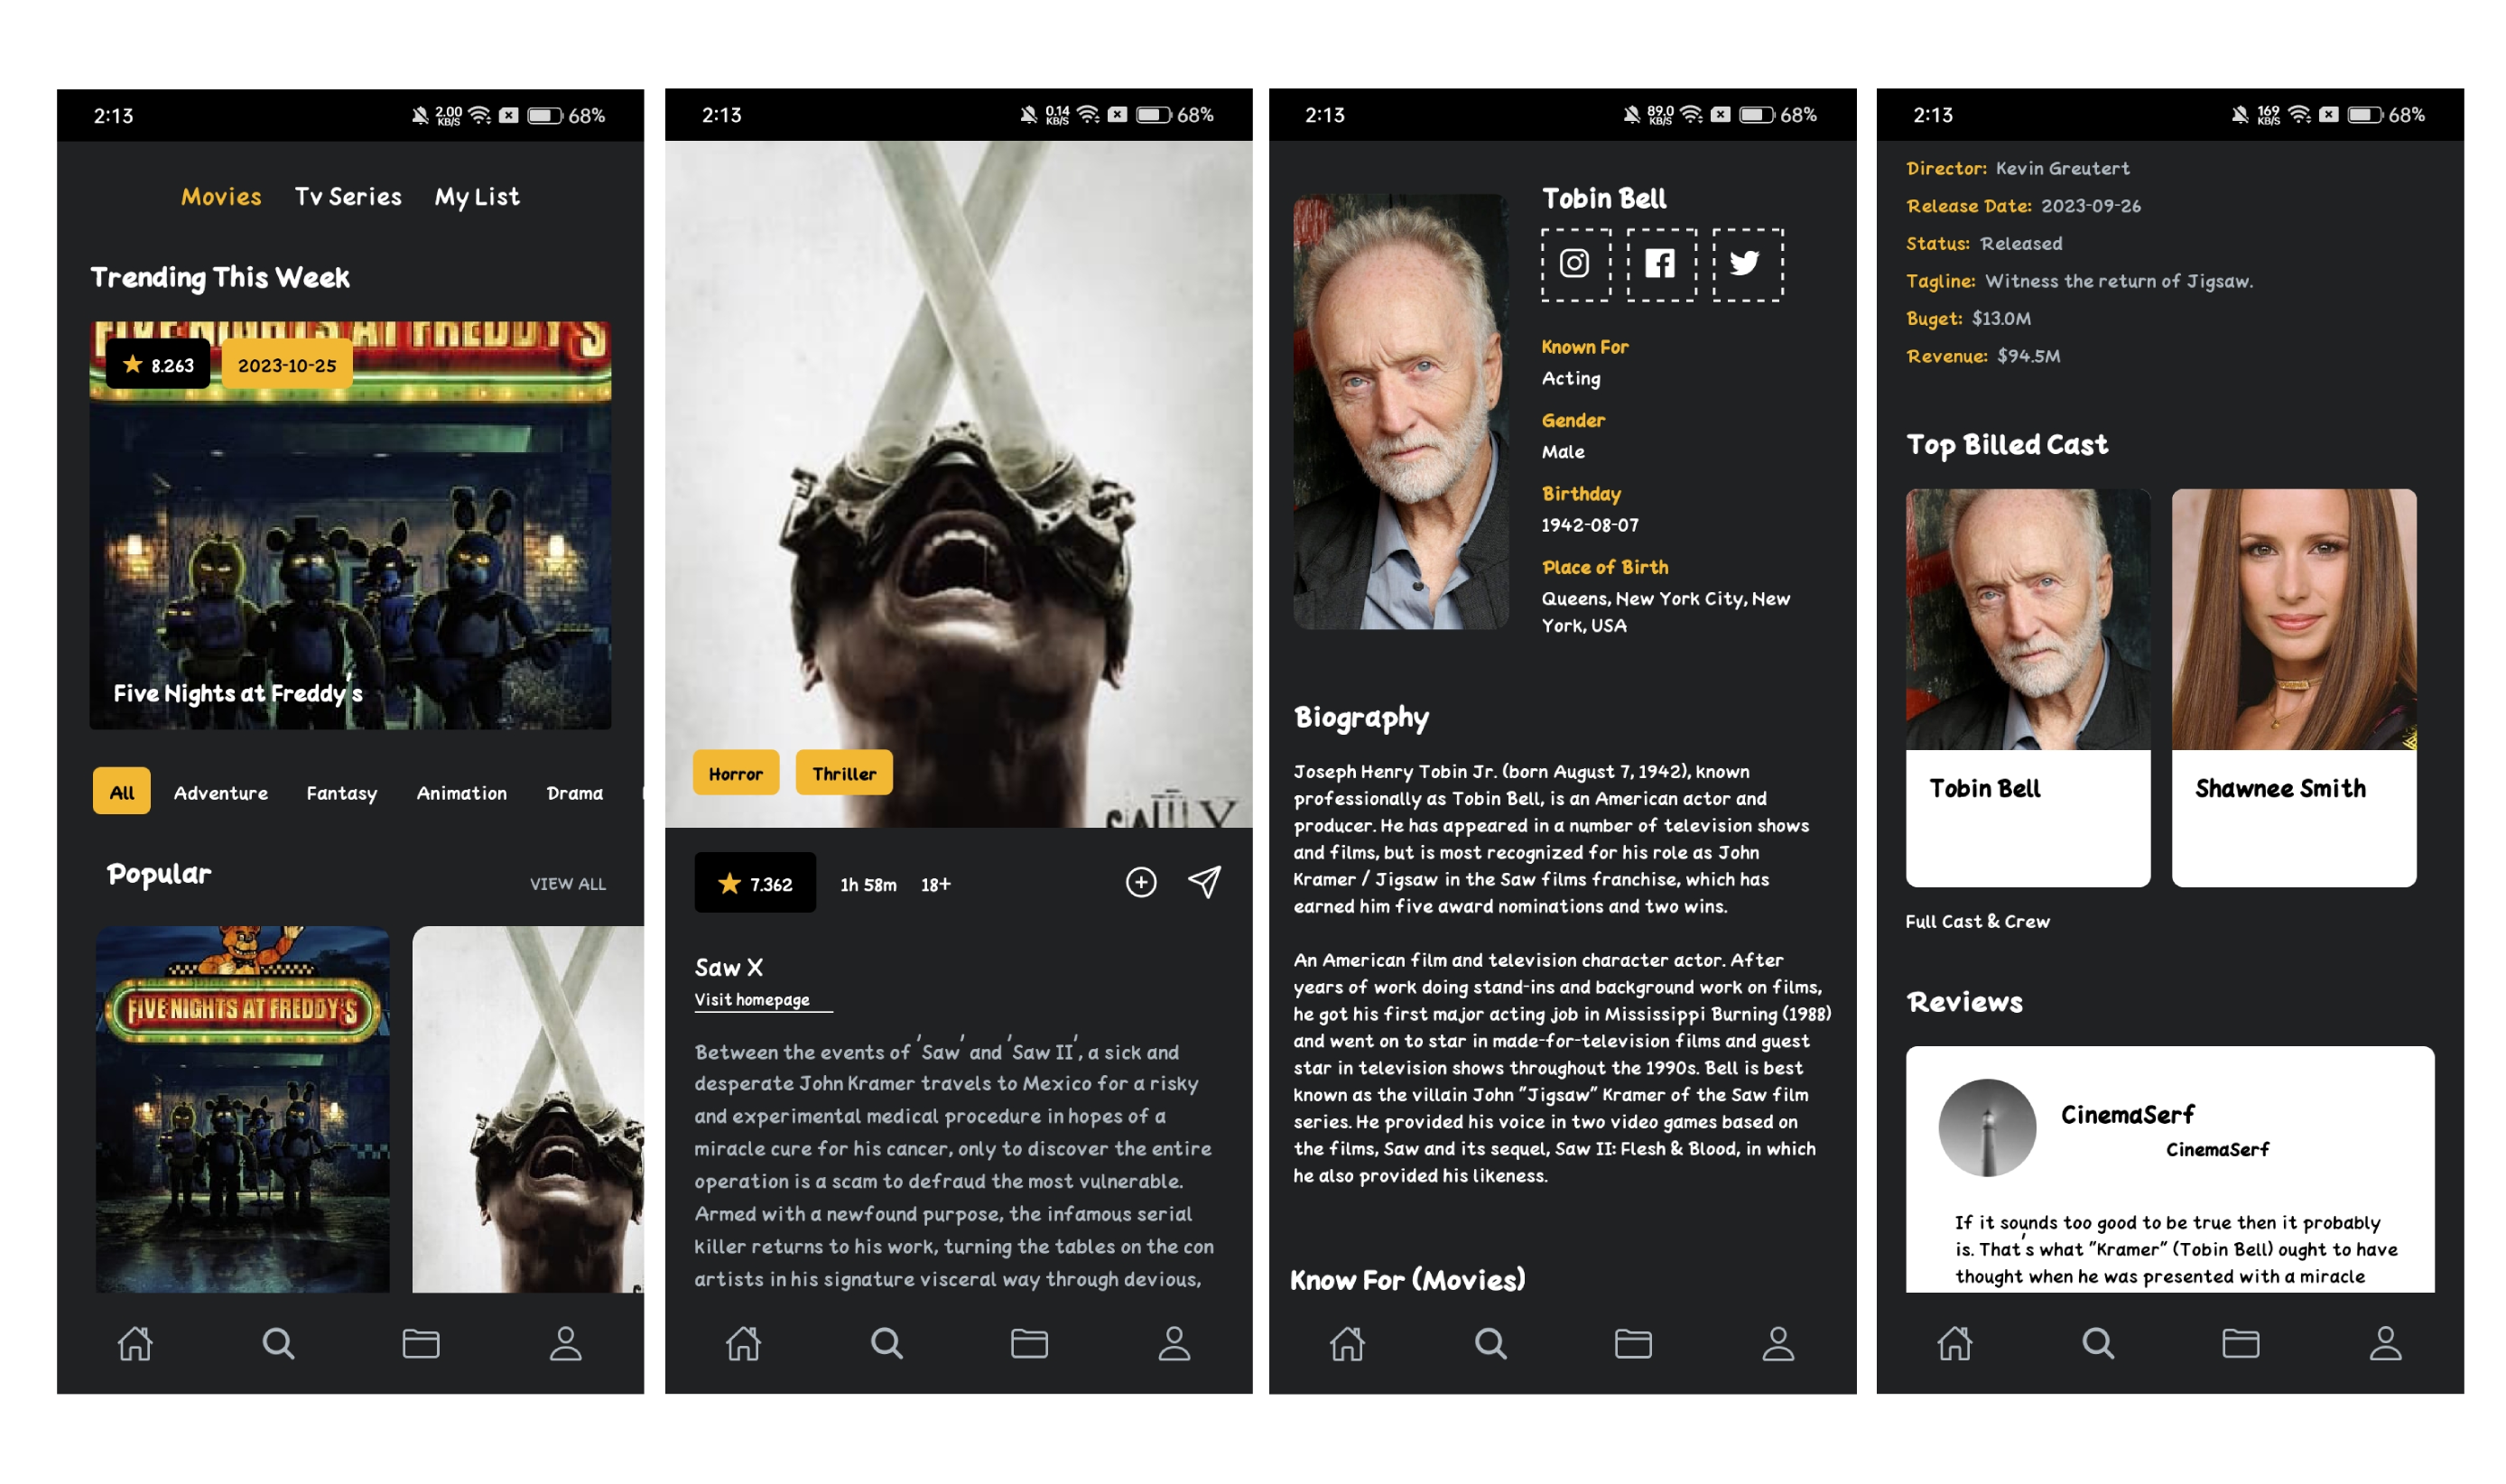 2:13
2.00
KB/S
68%
Movies
Tv Series
My List
Trending This Week
FIVE NIGHTS AT FREDDY'S
8.263
2023-10-25
Five Nights at Freddy's
All
Adventure
Fantasy
Animation
Drama
Popular
VIEW ALL
FIVE NIGHTS AT FREDDY'S
2:13
0.14
KB/S
68%
Horror
Thriller
SAW X
7.362
1h 58m
18+
Saw X
Visit homepage
Between the events of 'Saw' and 'Saw II', a sick and
desperate John Kramer travels to Mexico for a risky
and experimental medical procedure in hopes of a
miracle cure for his cancer, only to discover the entire
operation is a scam to defraud the most vulnerable.
Armed with a newfound purpose, the infamous serial
killer returns to his work, turning the tables on the con
artists in his signature visceral way through devious,
2:13
89.0
KB/S
68%
Tobin Bell
Known For
Acting
Gender
Male
Birthday
1942-08-07
Place of Birth
Queens, New York City, New
York, USA
Biography
Joseph Henry Tobin Jr. (born August 7, 1942), known
professionally as Tobin Bell, is an American actor and
producer. He has appeared in a number of television shows
and films, but is most recognized for his role as John
Kramer / Jigsaw in the Saw films franchise, which has
earned him five award nominations and two wins.
An American film and television character actor. After
years of work doing stand-ins and background work on films,
he got his first major acting job in Mississippi Burning (1988)
and went on to star in made-for-television films and guest
star in television shows throughout the 1990s. Bell is best
known as the villain John "Jigsaw" Kramer of the Saw film
series. He provided his voice in two video games based on
the films, Saw and its sequel, Saw II: Flesh & Blood, in which
he also provided his likeness.
Know For (Movies)
2:13
169
KB/S
68%
Director: Kevin Greutert
Release Date: 2023-09-26
Status: Released
Tagline: Witness the return of Jigsaw.
Buget: $13.0M
Revenue: $94.5M
Top Billed Cast
Tobin Bell
Shawnee Smith
Full Cast & Crew
Reviews
CinemaSerf
CinemaSerf
If it sounds too good to be true then it probably
is. That's what "Kramer" (Tobin Bell) ought to have
thought when he was presented with a miracle